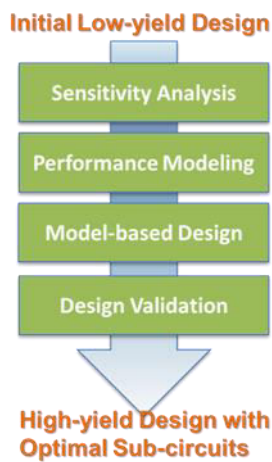 Initial Low-yield Design
Sensitivity Analysis
Performance Modeling
Model-based Design
Design Validation
High-yield Design with
Optimal Sub-circuits